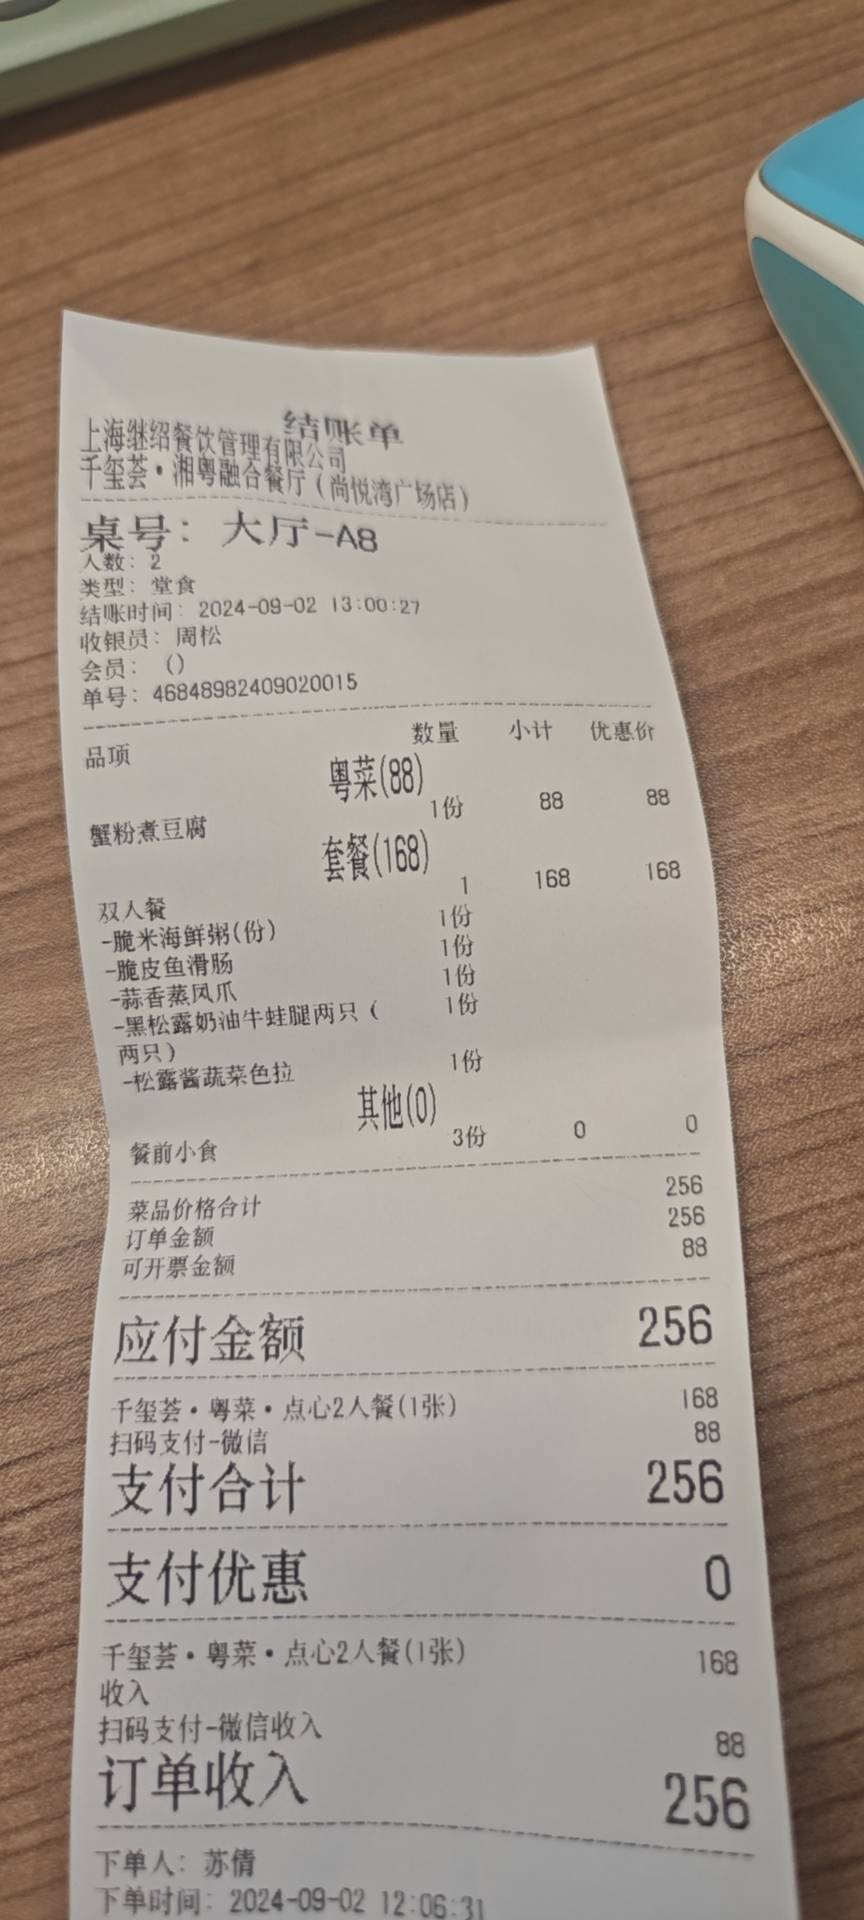 结账单
上海继绍餐饮管理有限公司
千玺荟·湘粤融合餐厅(尚悦湾广场店)
桌号: 大厅-A8
人数: 2
类型: 堂食
结账时间: 2024-09-02 13:00:27
收银员: 周松
会员: ()
单号: 46848982409020015
品项 数量 小计 优惠价
粤菜(88)
蟹粉煮豆腐 1份 88 88
套餐(168)
双人餐 1 168 168
-脆米海鲜粥(份) 1份
-脆皮鱼滑肠 1份
-蒜香蒸凤爪 1份
-黑松露奶油牛蛙腿两只( 1份
两只)
-松露酱蔬菜色拉 1份
其他(0)
餐前小食 3份 0 0
菜品价格合计 256
订单金额 256
可开票金额 88
应付金额 256
千玺荟·粤菜·点心2人餐(1张) 168
扫码支付-微信 88
支付合计 256
支付优惠 0
千玺荟·粤菜·点心2人餐(1张) 168
收入
扫码支付-微信收入 88
订单收入 256
下单人: 苏倩
下单时间: 2024-09-02 12:06:31